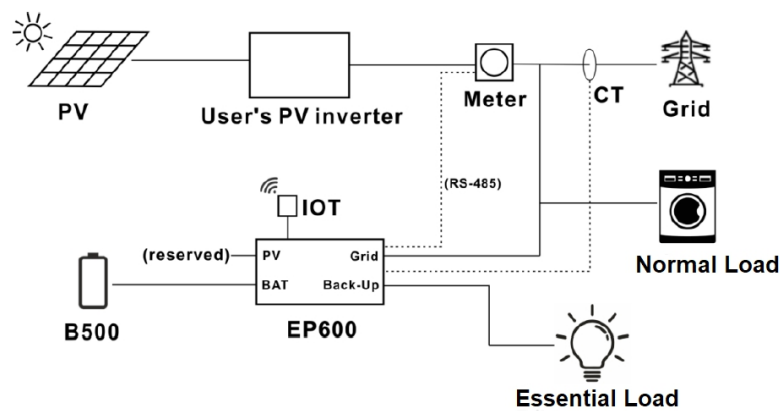 PV
User's PV inverter
Meter
CT
Grid
(RS-485)
IOT
(reserved)
PV
Grid
BAT
Back-Up
B500
EP600
Normal Load
Essential Load